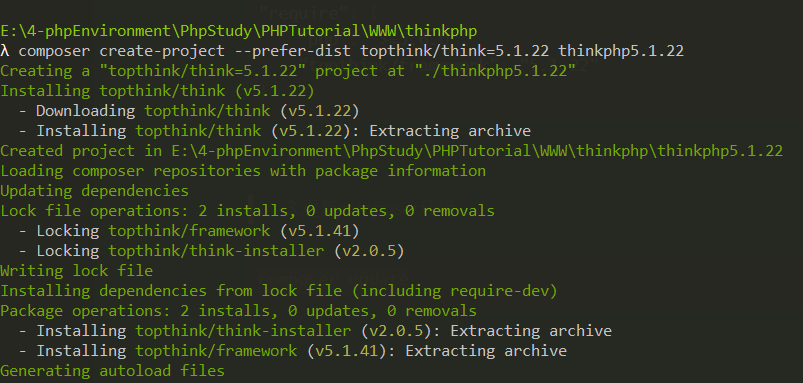 E:\4-phpEnvironment\PhpStudy\PHPTutorial\WWW\thinkphp
λ composer create-project --prefer-dist topthink/think=5.1.22 thinkphp5.1.22
Creating a "topthink/think=5.1.22" project at "./thinkphp5.1.22"
Installing topthink/think (v5.1.22)
  - Downloading topthink/think (v5.1.22)
  - Installing topthink/think (v5.1.22): Extracting archive
Created project in E:\4-phpEnvironment\PhpStudy\PHPTutorial\WWW\thinkphp\thinkphp5.1.22
Loading composer repositories with package information
Updating dependencies
Lock file operations: 2 installs, 0 updates, 0 removals
  - Locking topthink/framework (v5.1.41)
  - Locking topthink/think-installer (v2.0.5)
Writing lock file
Installing dependencies from lock file (including require-dev)
Package operations: 2 installs, 0 updates, 0 removals
  - Installing topthink/think-installer (v2.0.5): Extracting archive
  - Installing topthink/framework (v5.1.41): Extracting archive
Generating autoload files